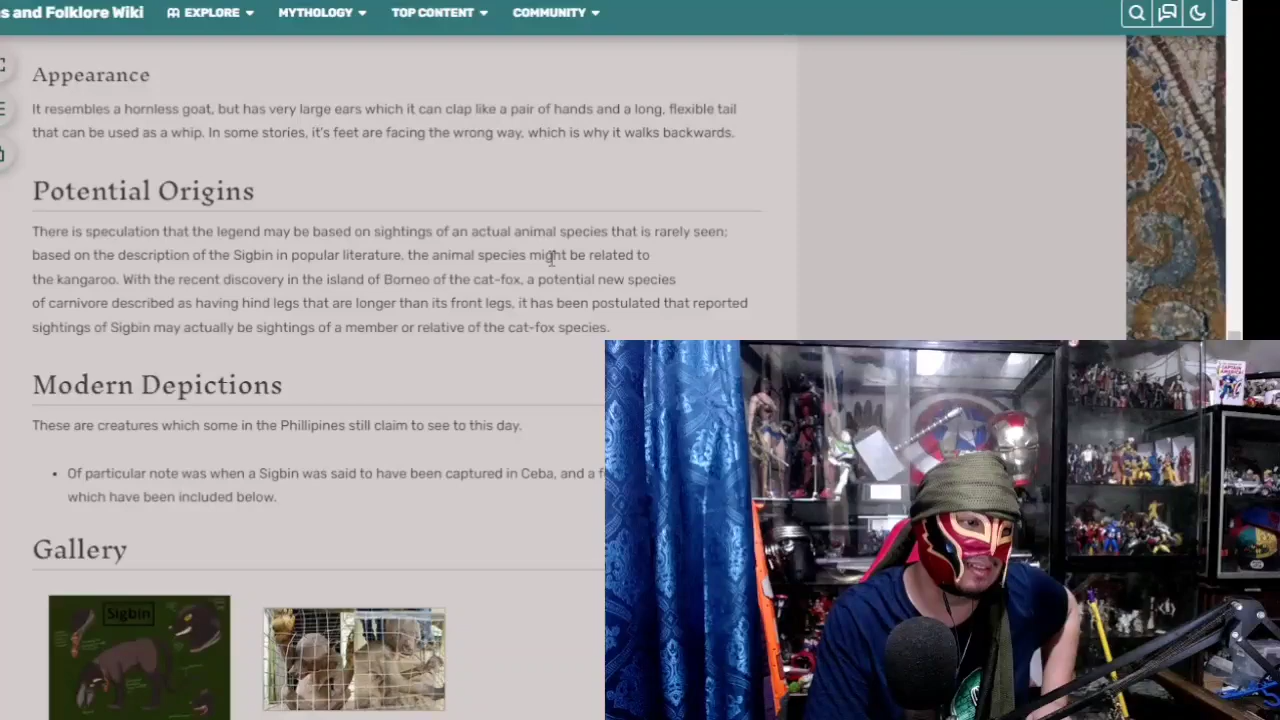 s and Folklore Wiki EXPLORE MYTHOLOGY TOP CONTENT COMMUNITY
Appearance
It resembles a hornless goat, but has very large ears which it can clap like a pair of hands and a long, flexible tail
that can be used as a whip. In some stories, it's feet are facing the wrong way, which is why it walks backwards.
Potential Origins
There is speculation that the legend may be based on sightings of an actual animal species that is rarely seen;
based on the description of the Sigbin in popular literature, the animal species might be related to
the kangaroo. With the recent discovery in the island of Borneo of the cat-fox, a potential new species
of carnivore described as having hind legs that are longer than its front legs, it has been postulated that reported
sightings of Sigbin may actually be sightings of a member or relative of the cat-fox species.
Modern Depictions
These are creatures which some in the Phillipines still claim to see to this day.
Of particular note was when a Sigbin was said to have been captured in Ceba, and a f
which have been included below.
Gallery
Sigbin